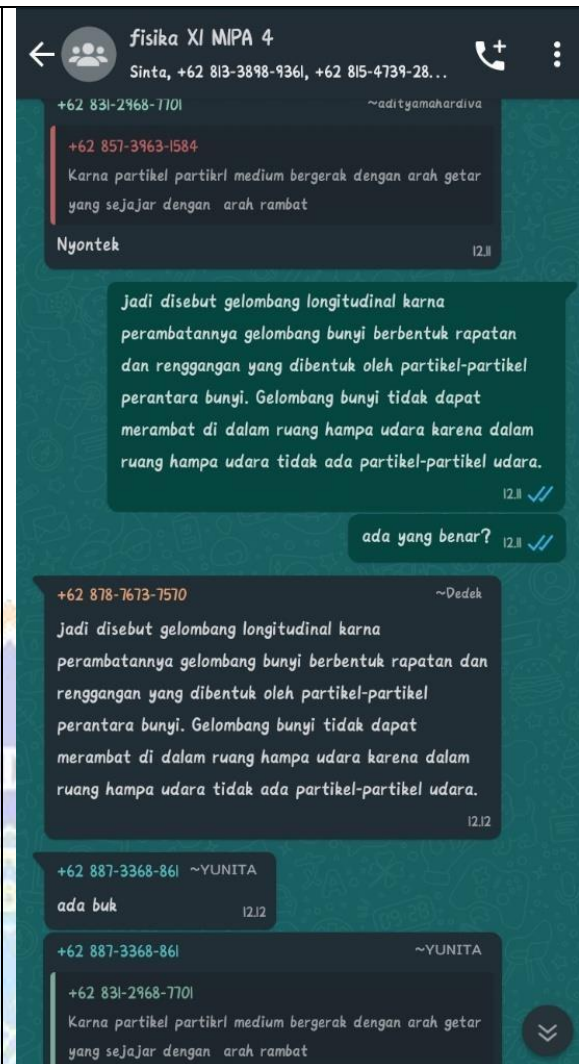 fisika XI MIPA 4
Sinta, +62 813-3898-9361, +62 815-4739-28...
+62 831-2968-7701 ~adityamahardiva
+62 857-3963-1584
Karna partikel partikrl medium bergerak dengan arah getar
yang sejajar dengan arah rambat
Nyontek 12.11
jadi disebut gelombang longitudinal karna
perambatannya gelombang bunyi berbentuk rapatan
dan renggangan yang dibentuk oleh partikel-partikel
perantara bunyi. Gelombang bunyi tidak dapat
merambat di dalam ruang hampa udara karena dalam
ruang hampa udara tidak ada partikel-partikel udara.
12.11
ada yang benar? 12.11
+62 878-7673-7570 ~Dedek
jadi disebut gelombang longitudinal karna
perambatannya gelombang bunyi berbentuk rapatan dan
renggangan yang dibentuk oleh partikel-partikel
perantara bunyi. Gelombang bunyi tidak dapat
merambat di dalam ruang hampa udara karena dalam
ruang hampa udara tidak ada partikel-partikel udara.
12.12
+62 887-3368-861 ~YUNITA
ada buk 12.12
+62 887-3368-861 ~YUNITA
+62 831-2968-7701
Karna partikel partikrl medium bergerak dengan arah getar
yang sejajar dengan arah rambat